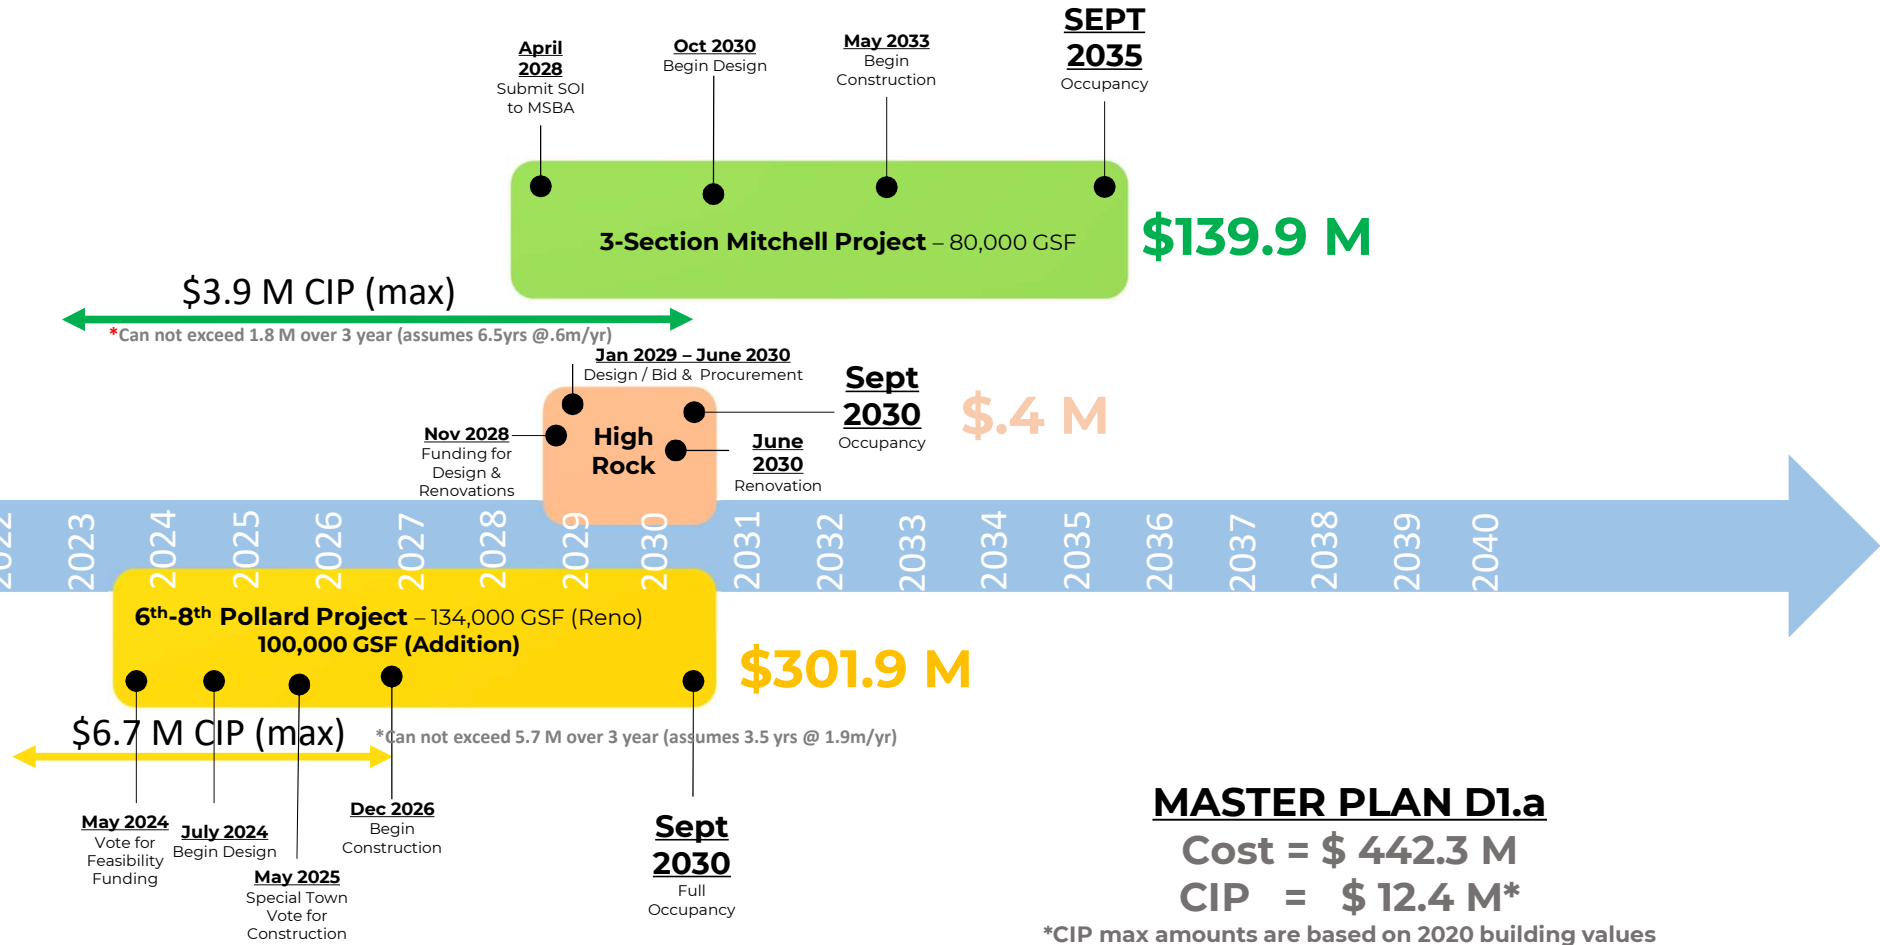 April
2028
Submit SOI
to MSBA
Oct 2030
Begin Design
May 2033
Begin
Construction
SEPT
2035
Occupancy
3-Section Mitchell Project – 80,000 GSF
$139.9 M
$3.9 M CIP (max)
*Can not exceed 1.8 M over 3 year (assumes 6.5yrs @.6m/yr)
Jan 2029 – June 2030
Design / Bid & Procurement
Nov 2028
Funding for
Design &
Renovations
High
Rock
June
2030
Renovation
Sept
2030
Occupancy
$.4 M
2022
2023
2024
2025
2026
2027
2028
2029
2030
2031
2032
2033
2034
2035
2036
2037
2038
2039
2040
6th-8th Pollard Project – 134,000 GSF (Reno)
100,000 GSF (Addition)
$301.9 M
$6.7 M CIP (max)
*Can not exceed 5.7 M over 3 year (assumes 3.5 yrs @ 1.9m/yr)
May 2024
Vote for
Feasibility
Funding
July 2024
Begin Design
May 2025
Special Town
Vote for
Construction
Dec 2026
Begin
Construction
Sept
2030
Full
Occupancy
MASTER PLAN D1.a
Cost = $ 442.3 M
CIP = $ 12.4 M*
*CIP max amounts are based on 2020 building values